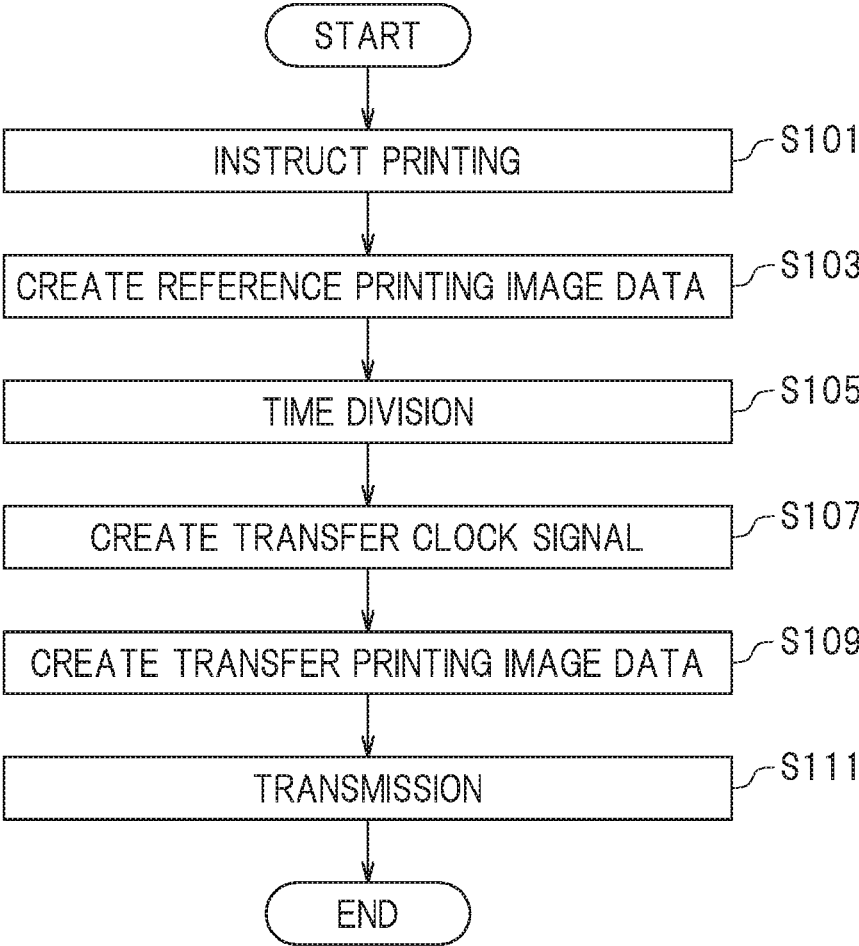 START
INSTRUCT PRINTING
S101
CREATE REFERENCE PRINTING IMAGE DATA
S103
TIME DIVISION
S105
CREATE TRANSFER CLOCK SIGNAL
S107
CREATE TRANSFER PRINTING IMAGE DATA
S109
TRANSMISSION
S111
END